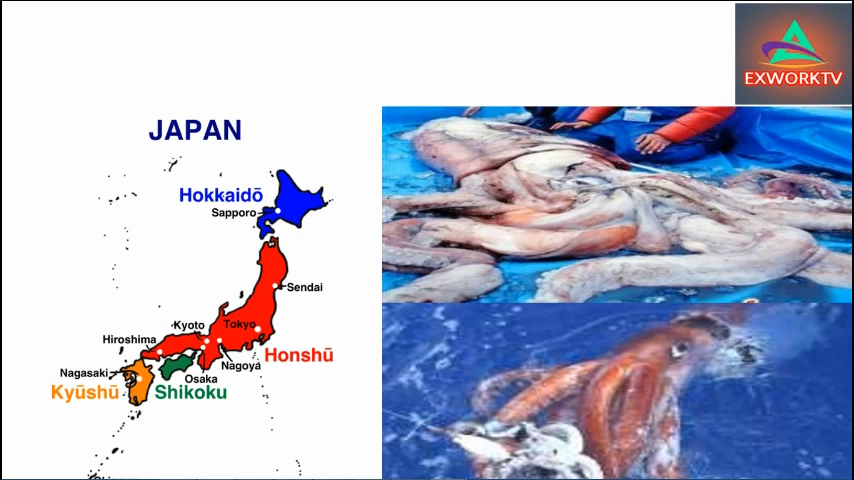 EXWORKTV
JAPAN
Hokkaidō
Sapporo
Sendai
Kyoto
Tokyo
Hiroshima
Honshū
Nagoya
Nagasaki
Osaka
Kyūshū
Shikoku